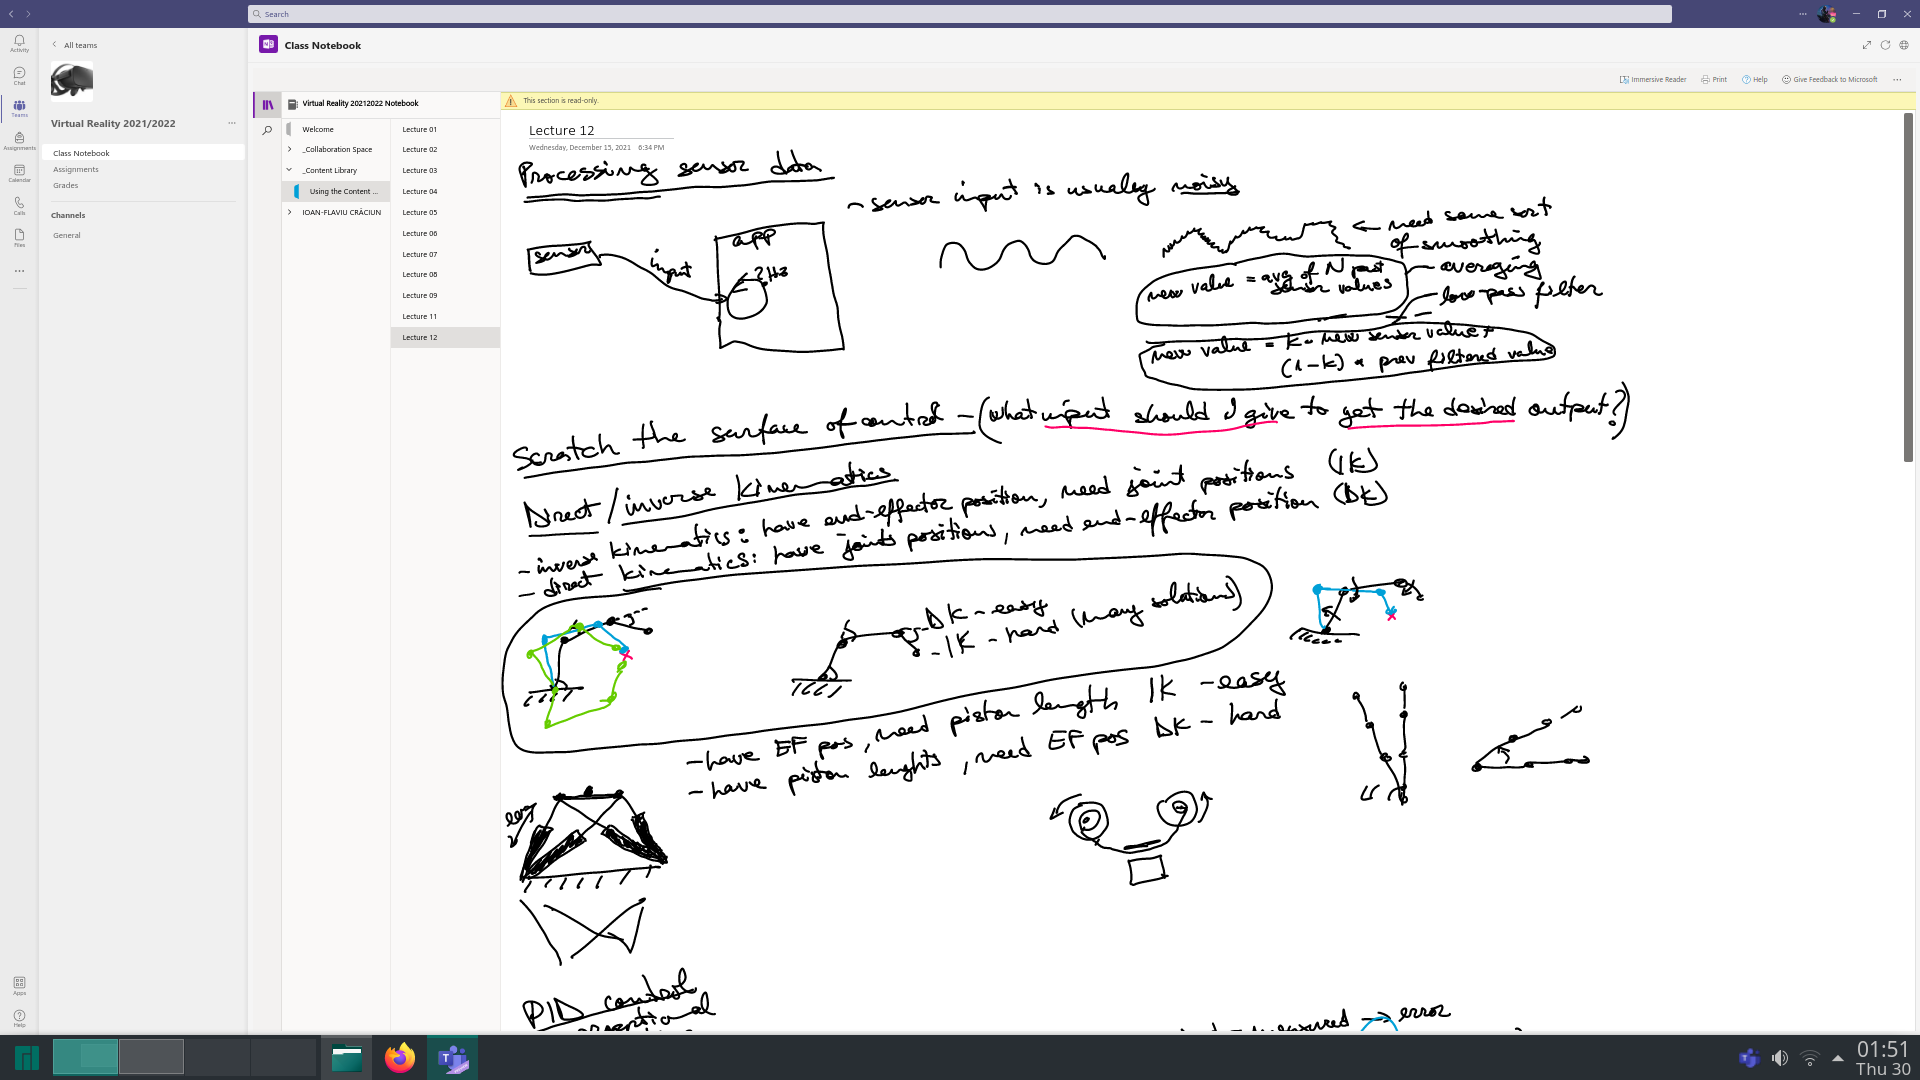 Search
Activity
Chat
Teams
Assignments
Calendar
Calls
Files
Apps
Help
All teams
Virtual Reality 2021/2022
Class Notebook
Assignments
Grades
Channels
General
Class Notebook
Immersive Reader
Print
Help
Give Feedback to Microsoft
Virtual Reality 20212022 Notebook
Welcome
_Collaboration Space
_Content Library
Using the Content ...
IOAN-FLAVIU CRĂCIUN
Lecture 01
Lecture 02
Lecture 03
Lecture 04
Lecture 05
Lecture 06
Lecture 07
Lecture 08
Lecture 09
Lecture 11
Lecture 12
This section is read-only.
Lecture 12
Wednesday, December 15, 2021 6:34 PM
Processing sensor data
- sensor input is usually noisy
sensor
input
app
? Hz
← need some sort
of smoothing
- averaging
- low pass filter
new value = avg of N past
sensor values
new value = k * new sensor value +
(1-k) * prev filtered value
Scratch the surface of control - (what input should I give to get the desired output?)
Direct / inverse kinematics
- inverse kinematics: have end-effector position, need joint positions (IK)
- direct kinematics: have joints positions, need end-effector position (DK)
DK - easy
IK - hard (many solutions)
- have EF pos, need piston length IK - easy
- have piston lenghts, need EF pos DK - hard
PID control
→ error
01:51
Thu 30